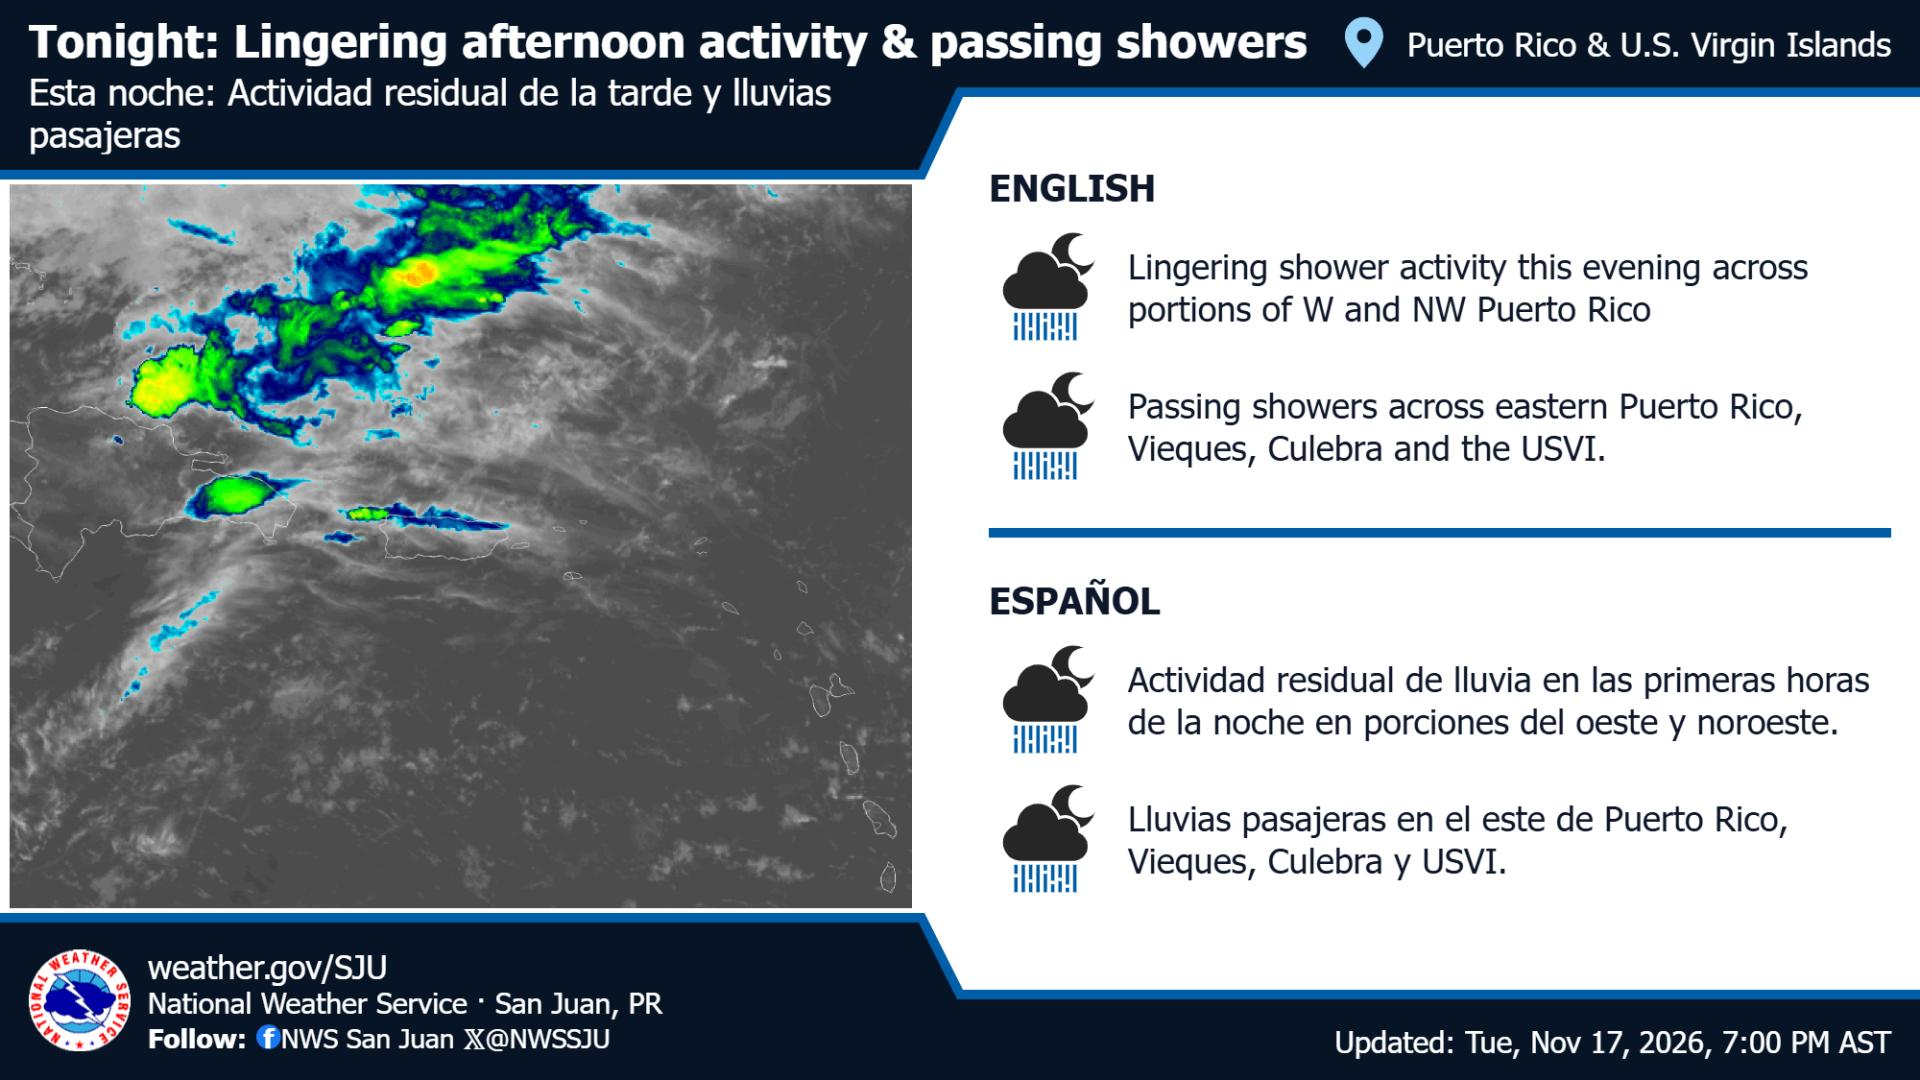 Tonight: Lingering afternoon activity & passing showers
Puerto Rico & U.S. Virgin Islands
Esta noche: Actividad residual de la tarde y lluvias
pasajeras
ENGLISH
Lingering shower activity this evening across
portions of W and NW Puerto Rico
Passing showers across eastern Puerto Rico,
Vieques, Culebra and the USVI.
ESPAÑOL
Actividad residual de lluvia en las primeras horas
de la noche en porciones del oeste y noroeste.
Lluvias pasajeras en el este de Puerto Rico,
Vieques, Culebra y USVI.
NATIONAL WEATHER SERVICE
weather.gov/SJU
National Weather Service · San Juan, PR
Follow: NWS San Juan X@NWSSJU
Updated: Tue, Nov 17, 2026, 7:00 PM AST